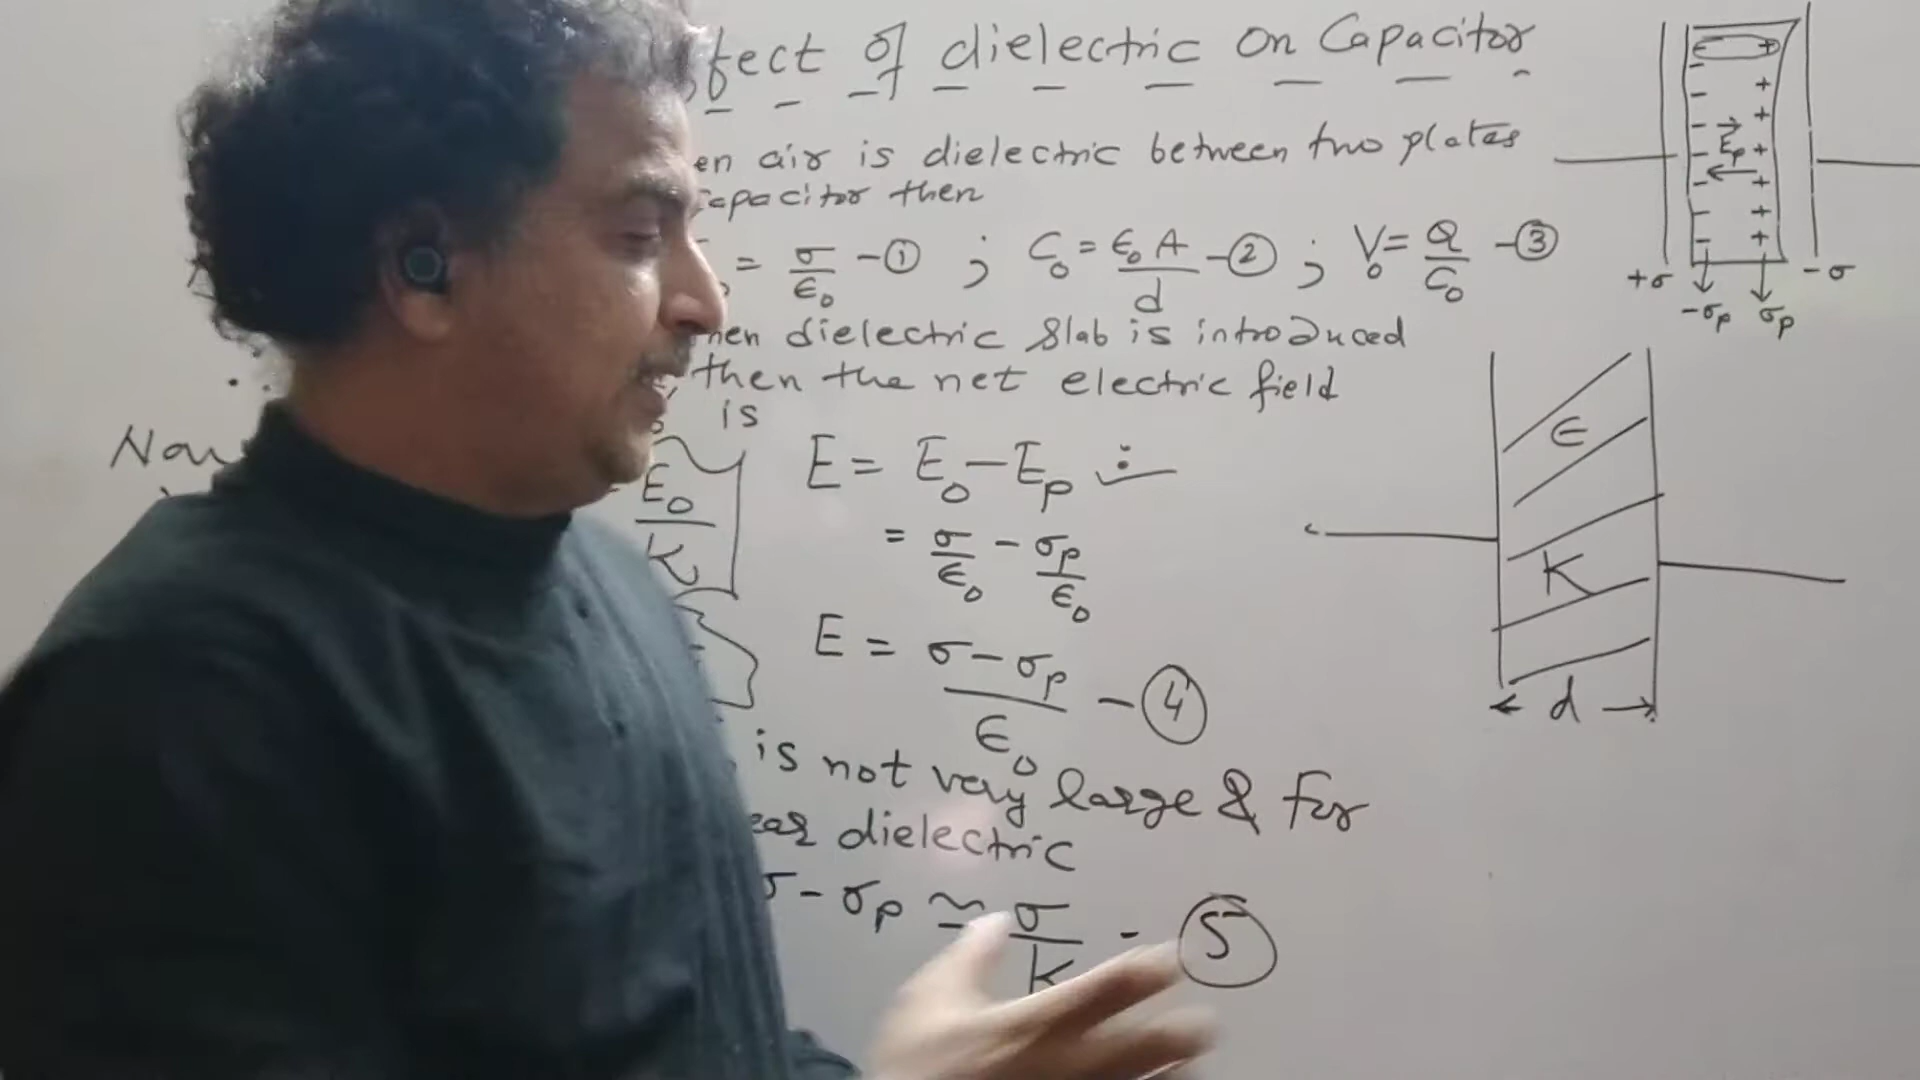 ffect of dielectric on Capacitor
en air is dielectric between two plates
capacitor then
= σ/ε₀ - ① ; C₀ = ε₀A/d - ② ; V₀ = Q/C₀ - ③
hen dielectric slab is introduced
then the net electric field
is
E = E₀ - Eₚ
= σ/ε₀ - σₚ/ε₀
E = σ - σₚ/ε₀ - ④
is not very large & for
ear dielectric
σ - σₚ ≃ σ/K - ⑤
E₀/K
- +
-
- +
- +
- Eₚ +
- +
- +
- +
+σ -σ
-σₚ σₚ
ε
K
d